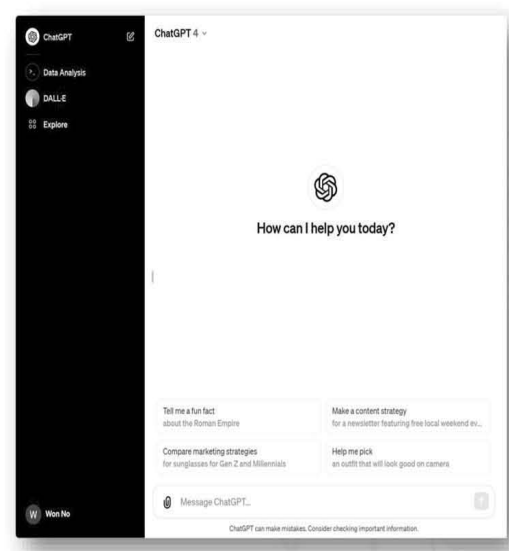 ChatGPT
Data Analysis
DALL·E
Explore
W Won No
ChatGPT 4
How can I help you today?
Tell me a fun fact
about the Roman Empire
Make a content strategy
for a newsletter featuring free local weekend ev...
Compare marketing strategies
for sunglasses for Gen Z and Millennials
Help me pick
an outfit that will look good on camera
Message ChatGPT...
ChatGPT can make mistakes. Consider checking important information.